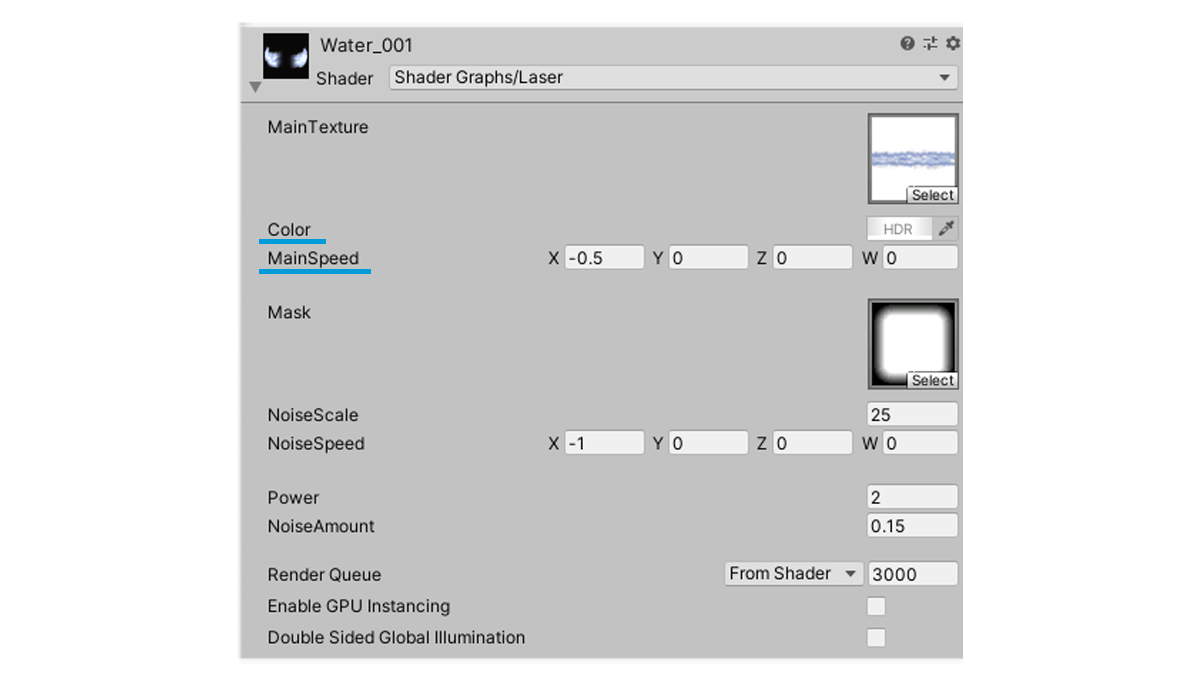 Water_001
Shader Shader Graphs/Laser
MainTexture
Select
Color HDR
MainSpeed X -0.5 Y 0 Z 0 W 0
Mask
Select
NoiseScale 25
NoiseSpeed X -1 Y 0 Z 0 W 0
Power 2
NoiseAmount 0.15
Render Queue From Shader 3000
Enable GPU Instancing
Double Sided Global Illumination